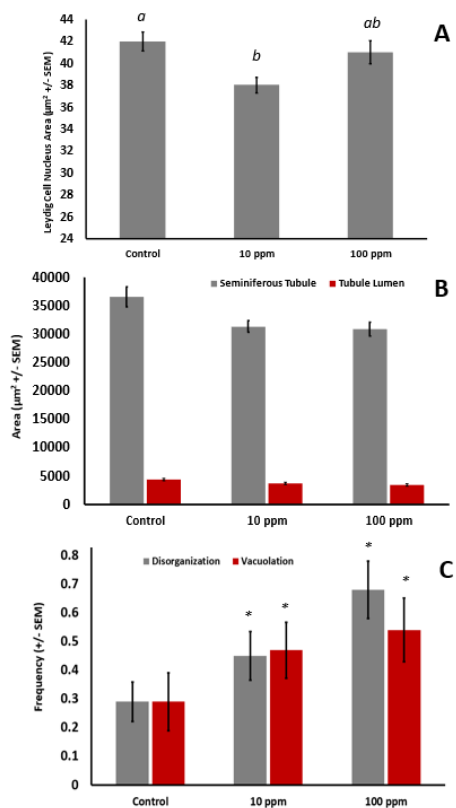 a
b
ab
A
Leydig Cell Nucleus Area (µm² +/- SEM)
44
42
40
38
36
34
32
30
28
26
24
Control 10 ppm 100 ppm
Seminiferous Tubule Tubule Lumen
B
Area (µm² +/- SEM)
40000
35000
30000
25000
20000
15000
10000
5000
0
Control 10 ppm 100 ppm
Disorganization Vacuolation
C
* * * *
Frequency (+/- SEM)
0.8
0.7
0.6
0.5
0.4
0.3
0.2
0.1
0
Control 10 ppm 100 ppm